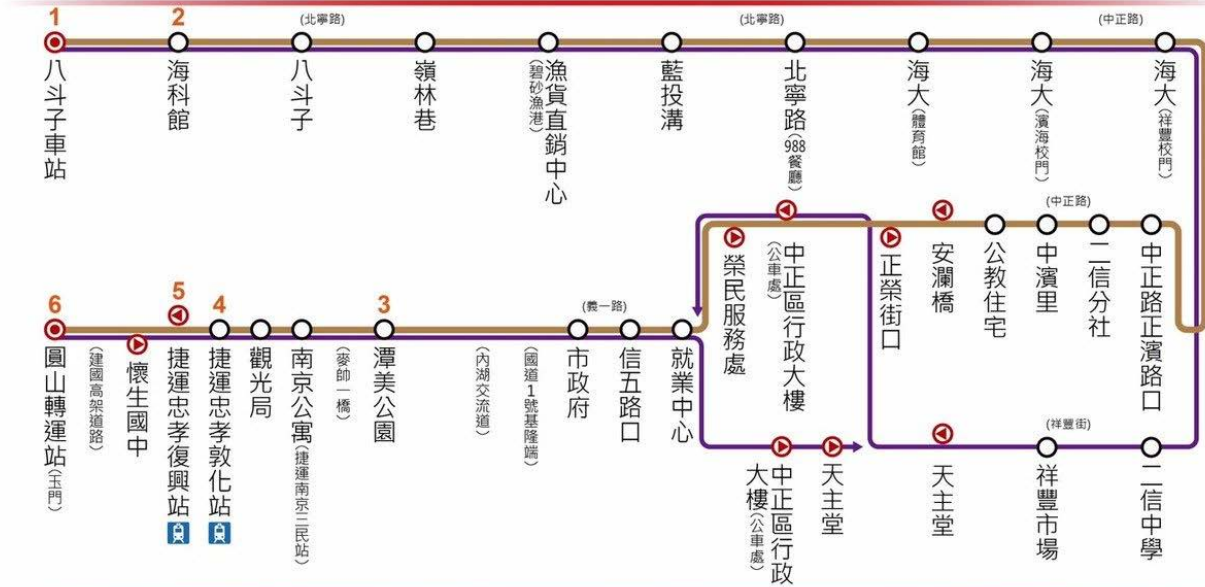 1
2
(北寧路)
(北寧路)
(中正路)
八斗子車站
海科館
八斗子
嶺林巷
漁貨直銷中心
(碧砂漁港)
藍投溝
北寧路(988餐廳)
海大(體育館)
海大(濱海校門)
海大(祥豐校門)
(中正路)
榮民服務處
中正區行政大樓
(公車處)
正榮街口
安瀾橋
公教住宅
中濱里
二信分社
中正路正濱路口
6
5
4
3
(義一路)
圓山轉運站(玉門)
(建國高架道路)
懷生國中
捷運忠孝復興站
捷運忠孝敦化站
觀光局
南京公寓(捷運南京三民站)
(麥帥一橋)
潭美公園
(內湖交流道)
(國道1號基隆端)
市政府
信五路口
就業中心
(祥豐街)
中正區行政
大樓(公車處)
天主堂
天主堂
祥豐市場
二信中學